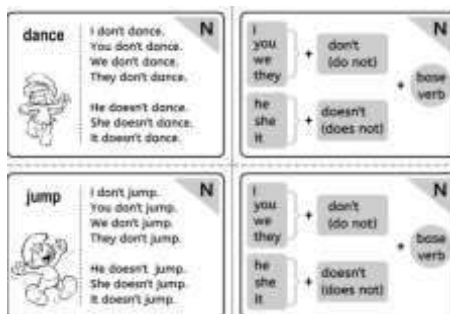 dance
N
I don't dance.
You don't dance.
We don't dance.
They don't dance.
He doesn't dance.
She doesn't dance.
It doesn't dance.
N
I
you
we
they
+
don't
(do not)
he
she
it
+
doesn't
(does not)
+
base
verb
jump
N
I don't jump.
You don't jump.
We don't jump.
They don't jump.
He doesn't jump.
She doesn't jump.
It doesn't jump.
N
I
you
we
they
+
don't
(do not)
he
she
it
+
doesn't
(does not)
+
base
verb